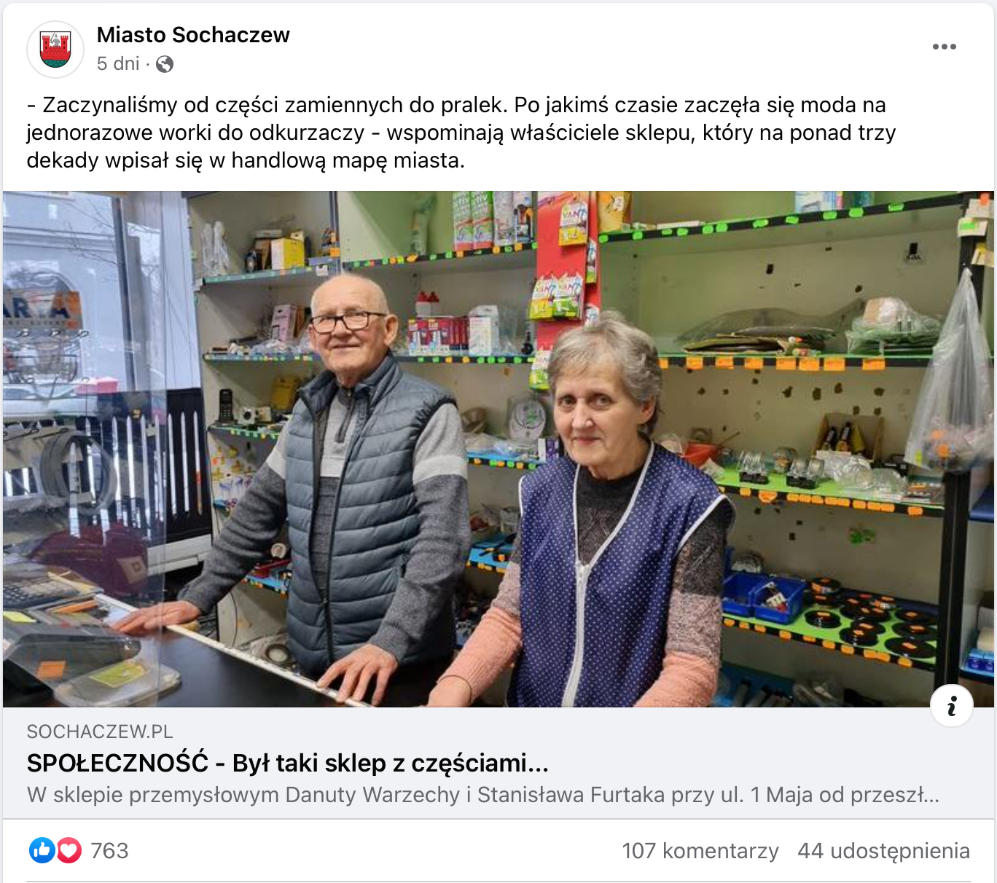 Miasto Sochaczew
5 dni ·
- Zaczynaliśmy od części zamiennych do pralek. Po jakimś czasie zaczęła się moda na
jednorazowe worki do odkurzaczy - wspominają właściciele sklepu, który na ponad trzy
dekady wpisał się w handlową mapę miasta.
SOCHACZEW.PL
SPOŁECZNOŚĆ - Był taki sklep z częściami...
W sklepie przemysłowym Danuty Warzechy i Stanisława Furtaka przy ul. 1 Maja od przeszł...
763
107 komentarzy 44 udostępnienia